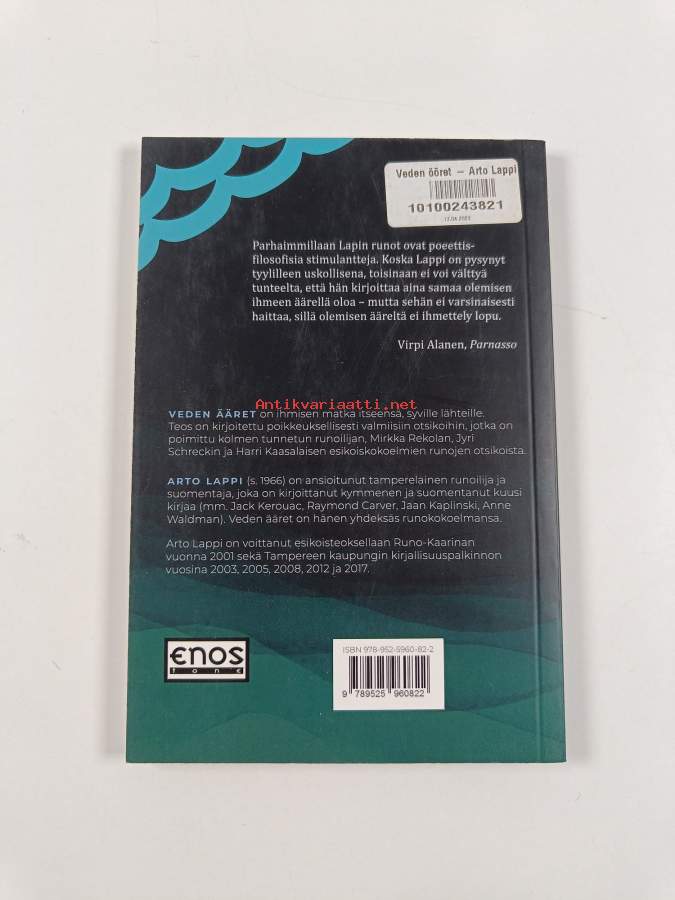 Veden ööret – Arto Lappi
10100243821
Parhaimmillaan Lapin runot ovat poeettis-
filosofisia stimulantteja. Koska Lappi on pysynyt
tyylilleen uskollisena, toisinaan ei voi välttyä
tunteelta, että hän kirjoittaa aina samaa olemisen
ihmeen äärellä oloa – mutta sehän ei varsinaisesti
haittaa, sillä olemisen ääreltä ei ihmettely lopu.
Virpi Alanen, Parnasso
Antikvariaatti.net
VEDEN ÄÄRET on ihmisen matka itseensä, syville lähteille.
Teos on kirjoitettu poikkeuksellisesti valmiisiin otsikoihin, jotka on
poimittu kolmen tunnetun runoilijan, Mirkka Rekolan, Jyri
Schreckin ja Harri Kaasalaisen esikoiskokoelmien runojen otsikoista.
ARTO LAPPI (s. 1966) on ansioitunut tamperelainen runoilija ja
suomentaja, joka on kirjoittanut kymmenen ja suomentanut kuusi
kirjaa (mm. Jack Kerouac, Raymond Carver, Jaan Kaplinski, Anne
Waldman). Veden ääret on hänen yhdeksäs runokokoelmansa.
Arto Lappi on voittanut esikoisteoksellaan Runo-Kaarinan
vuonna 2001 sekä Tampereen kaupungin kirjallisuuspalkinnon
vuosina 2003, 2005, 2008, 2012 ja 2017.
enos
tone
ISBN 978-952-5960-82-2
9 789525 960822